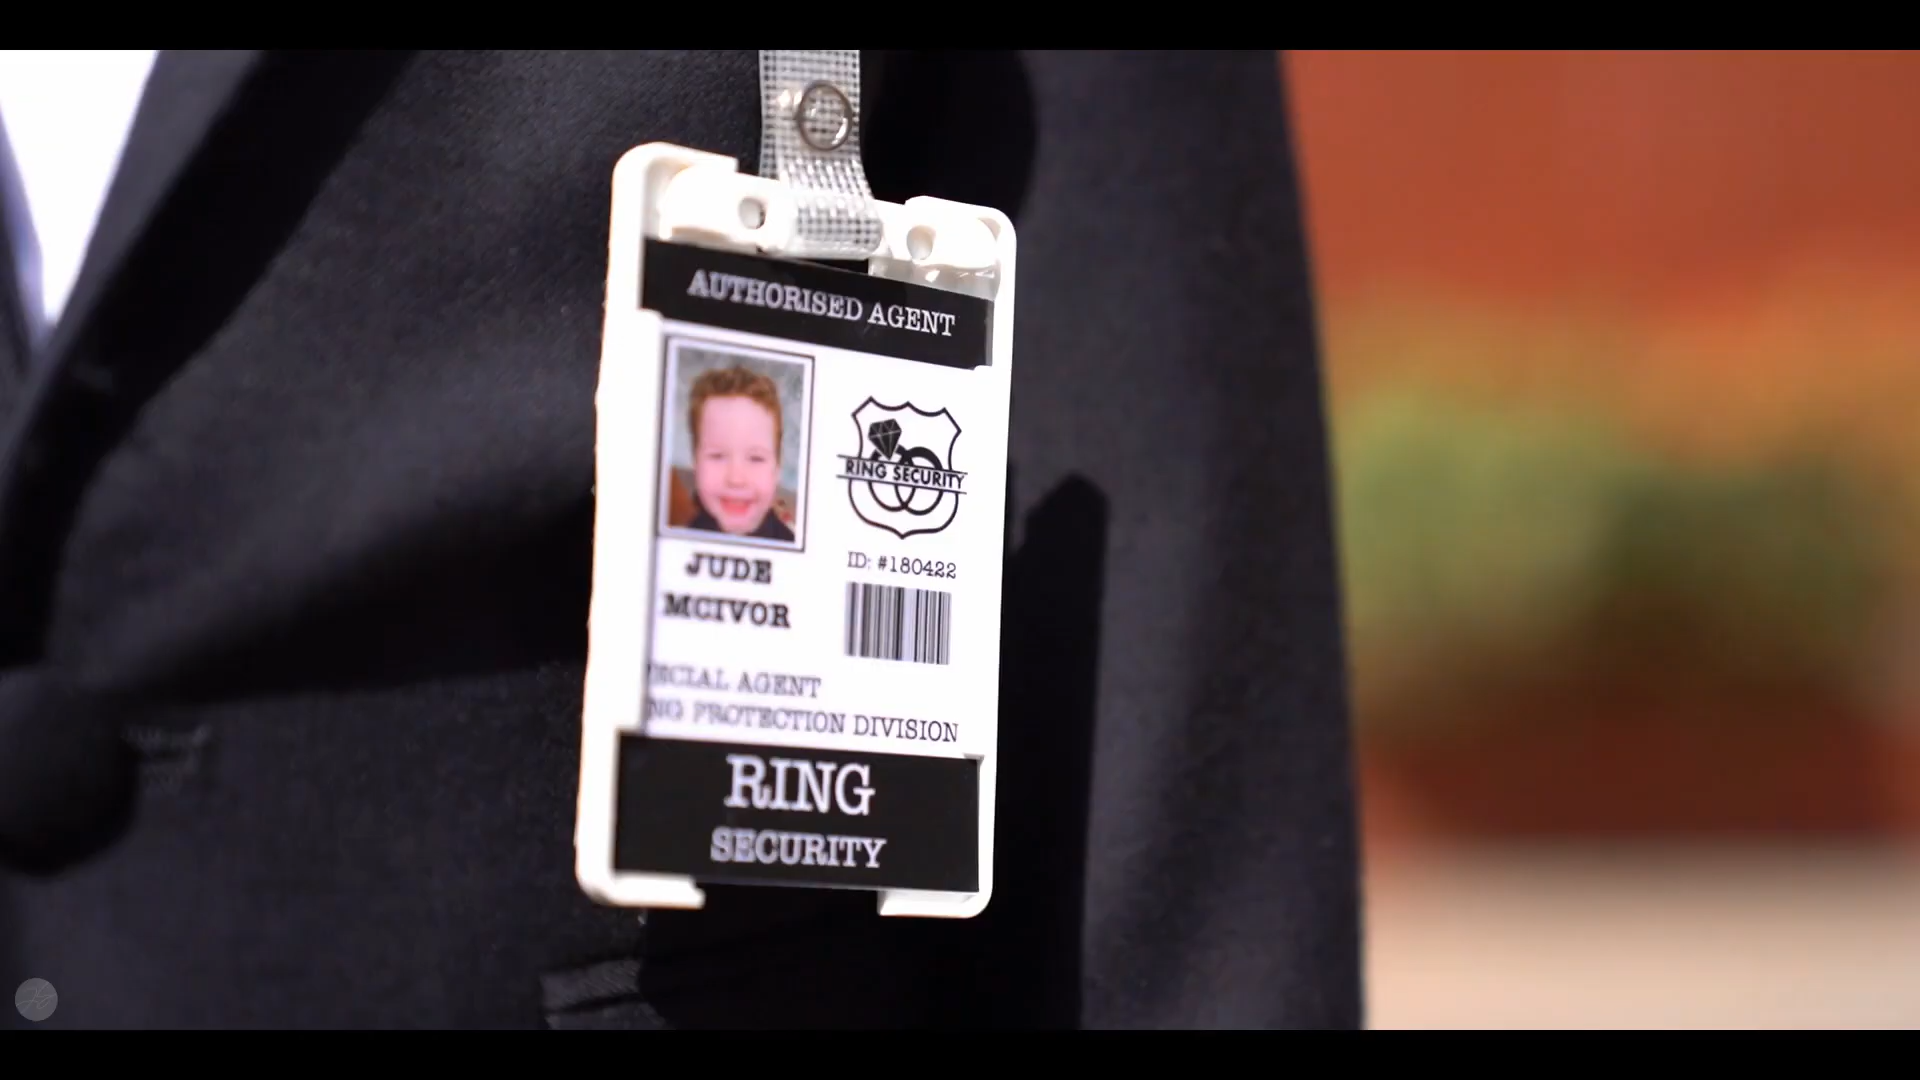 AUTHORISED AGENT
RING SECURITY
ID: #180422
JUDE
MCIVOR
ECIAL AGENT
NG PROTECTION DIVISION
RING
SECURITY